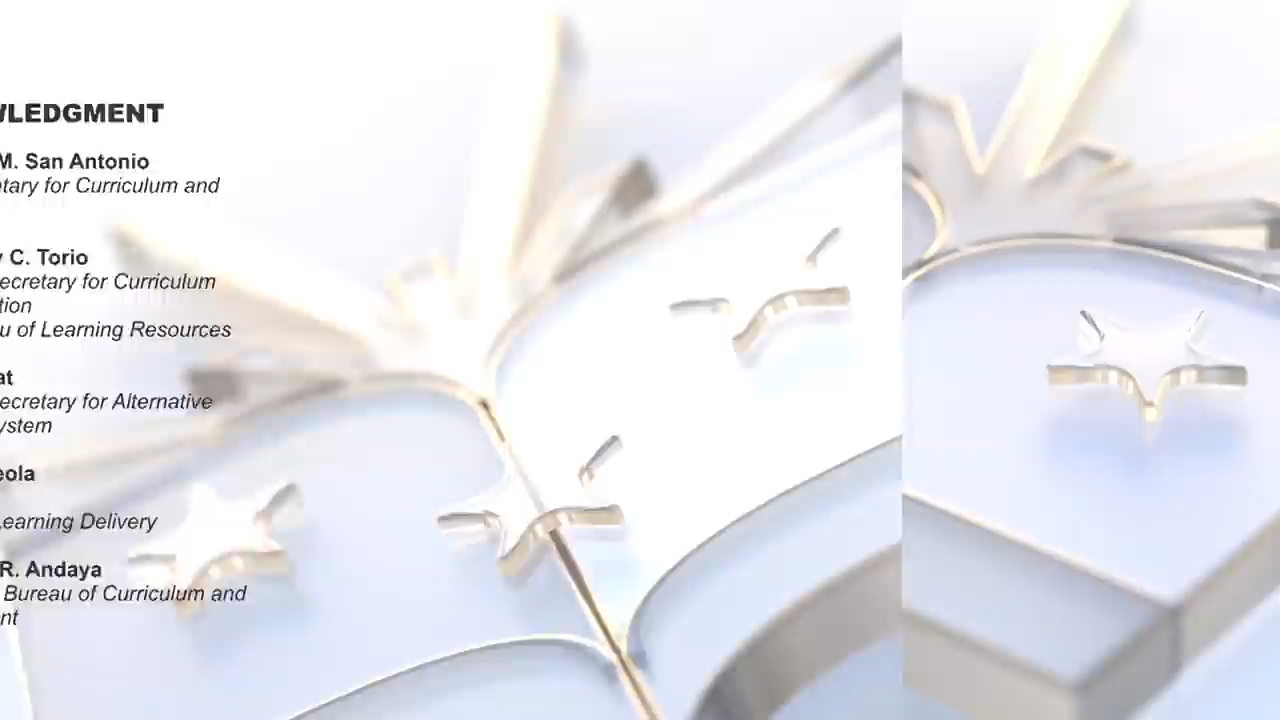 WLEDGMENT
M. San Antonio
etary for Curriculum and
y C. Torio
ecretary for Curriculum
tion
u of Learning Resources
at
ecretary for Alternative
ystem
eola
Learning Delivery
R. Andaya
Bureau of Curriculum and
nt